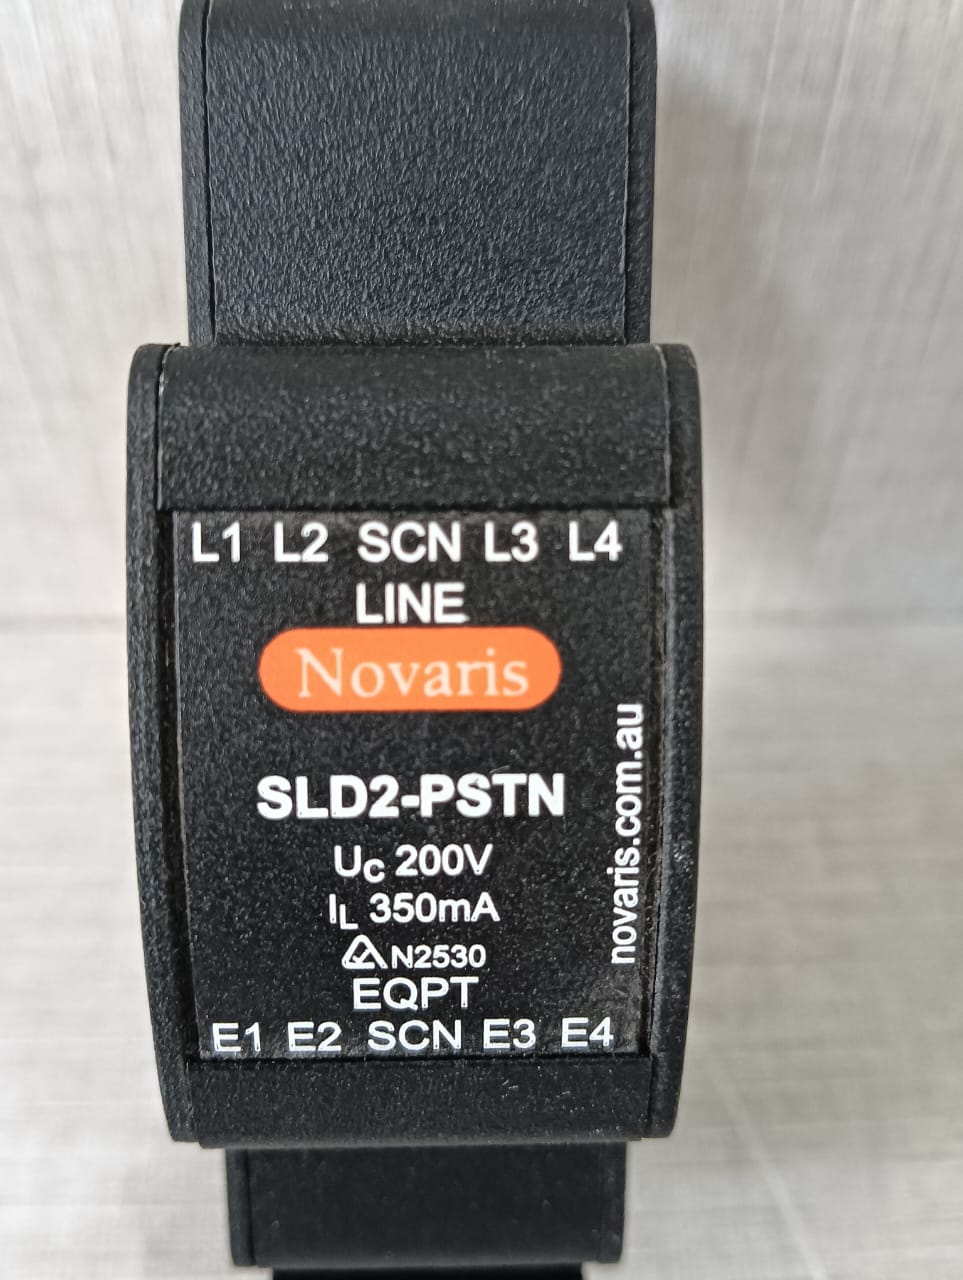 L1 L2 SCN L3 L4
LINE
Novaris
SLD2-PSTN
Uc 200V
IL 350mA
N2530
EQPT
E1 E2 SCN E3 E4
novaris.com.au